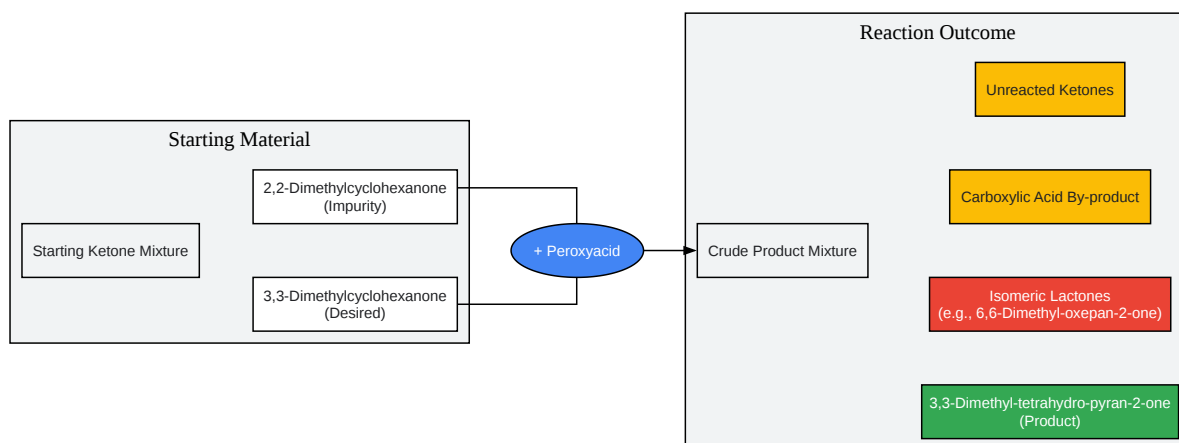 Starting Material
Starting Ketone Mixture
2,2-Dimethylcyclohexanone
(Impurity)
3,3-Dimethylcyclohexanone
(Desired)
+ Peroxyacid
Reaction Outcome
Crude Product Mixture
Unreacted Ketones
Carboxylic Acid By-product
Isomeric Lactones
(e.g., 6,6-Dimethyl-oxepan-2-one)
3,3-Dimethyl-tetrahydro-pyran-2-one
(Product)